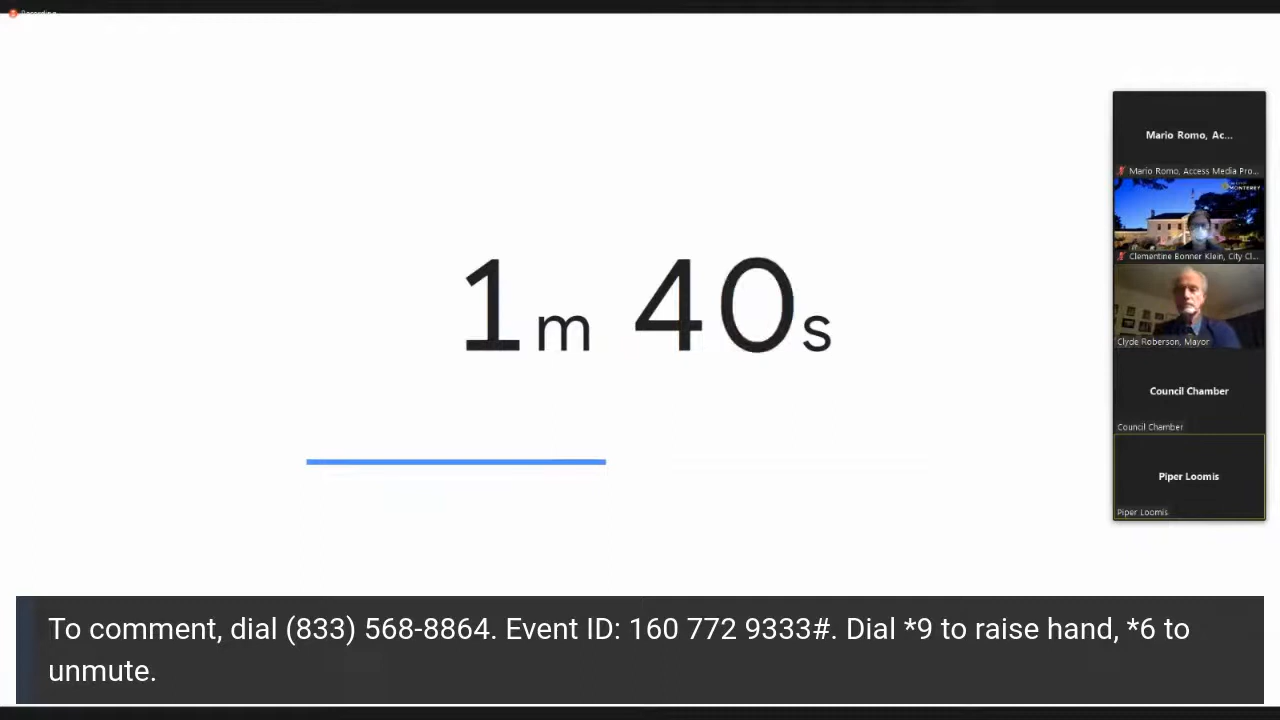 Recording
1m 40s
Mario Romo, Ac...
Mario Romo, Access Media Pro...
MONTEREY
Clementine Bonner Klein, City Cl...
Clyde Roberson, Mayor
Council Chamber
Council Chamber
Piper Loomis
Piper Loomis
To comment, dial (833) 568-8864. Event ID: 160 772 9333#. Dial *9 to raise hand, *6 to
unmute.